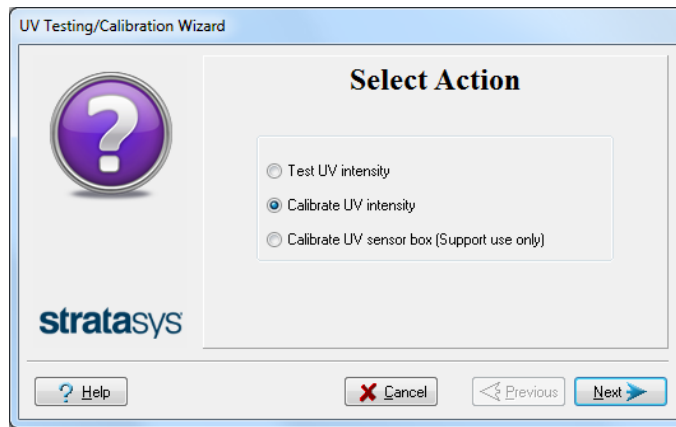 UV Testing/Calibration Wizard
Select Action
Test UV intensity
Calibrate UV intensity
Calibrate UV sensor box (Support use only)
stratasys
? Help
Cancel
Previous
Next